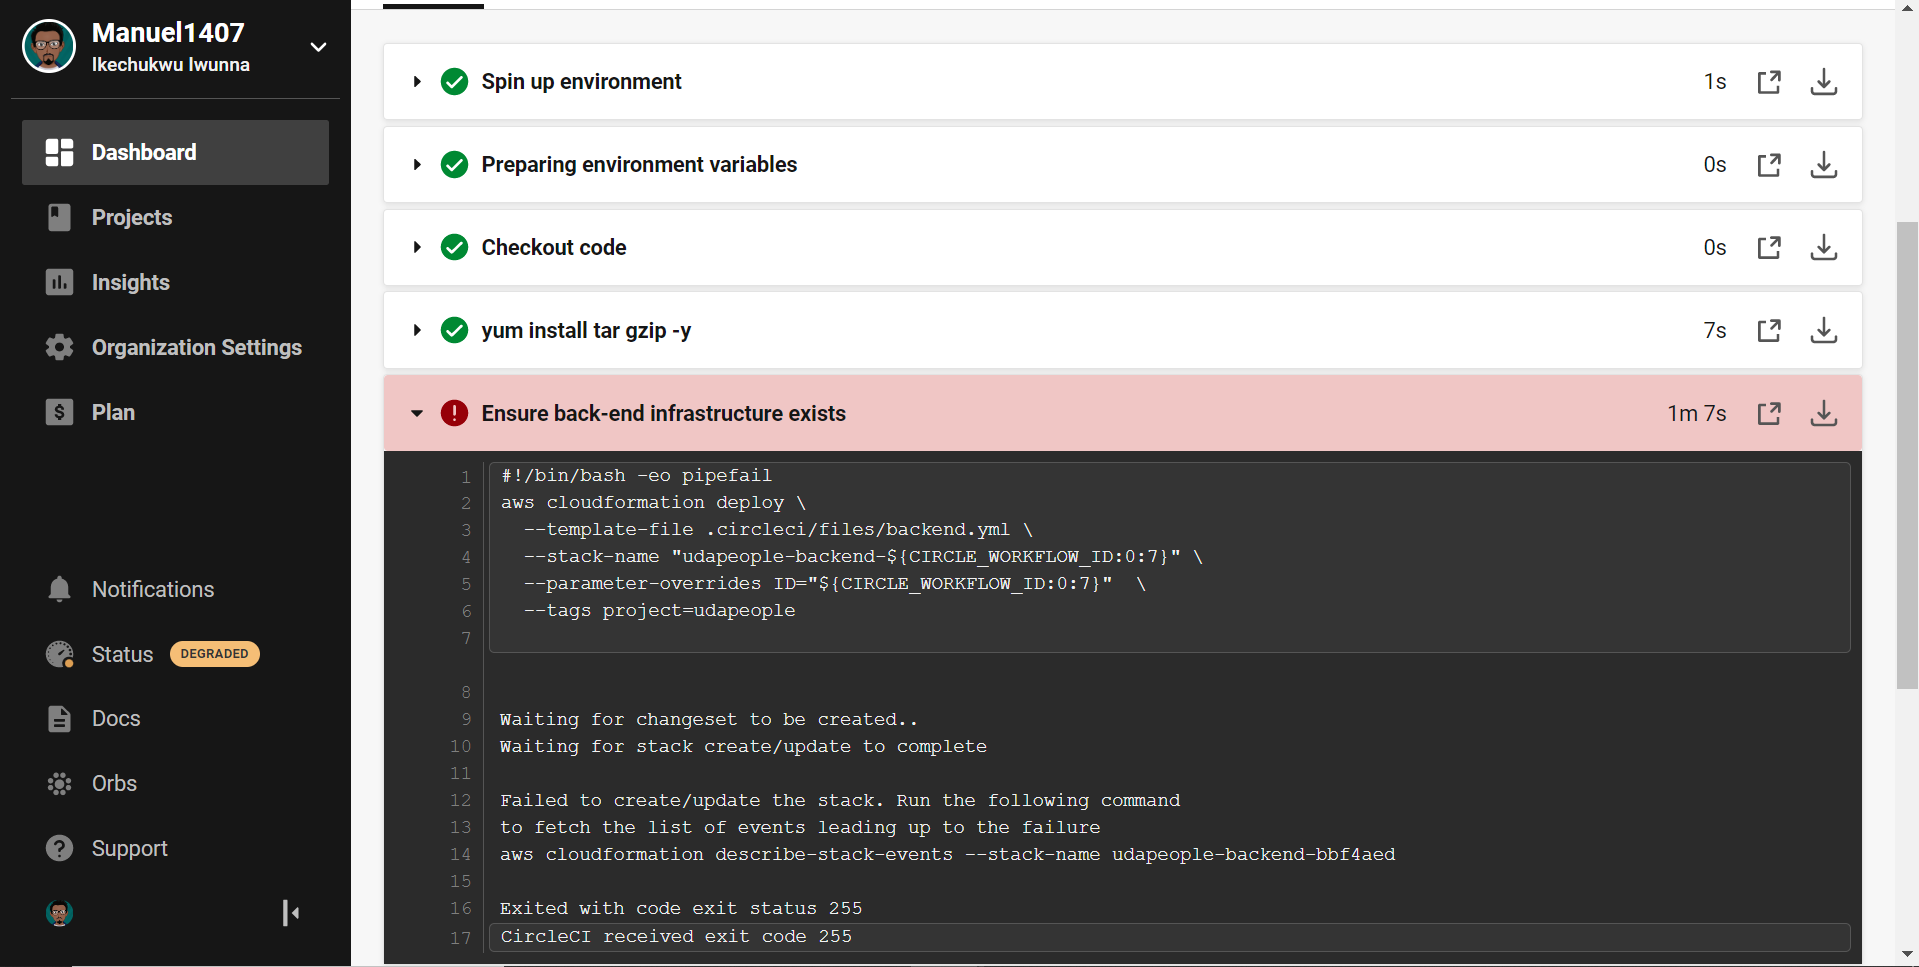 Manuel1407
Ikechukwu Iwunna
Dashboard
Projects
Insights
Organization Settings
Plan
Notifications
Status DEGRADED
Docs
Orbs
Support
Spin up environment 1s
Preparing environment variables 0s
Checkout code 0s
yum install tar gzip -y 7s
Ensure back-end infrastructure exists 1m 7s
1 #!/bin/bash -eo pipefail
2 aws cloudformation deploy \
3 --template-file .circleci/files/backend.yml \
4 --stack-name "udapeople-backend-${CIRCLE_WORKFLOW_ID:0:7}" \
5 --parameter-overrides ID="${CIRCLE_WORKFLOW_ID:0:7}"  \
6 --tags project=udapeople
7
8
9 Waiting for changeset to be created..
10 Waiting for stack create/update to complete
11
12 Failed to create/update the stack. Run the following command
13 to fetch the list of events leading up to the failure
14 aws cloudformation describe-stack-events --stack-name udapeople-backend-bbf4aed
15
16 Exited with code exit status 255
17 CircleCI received exit code 255